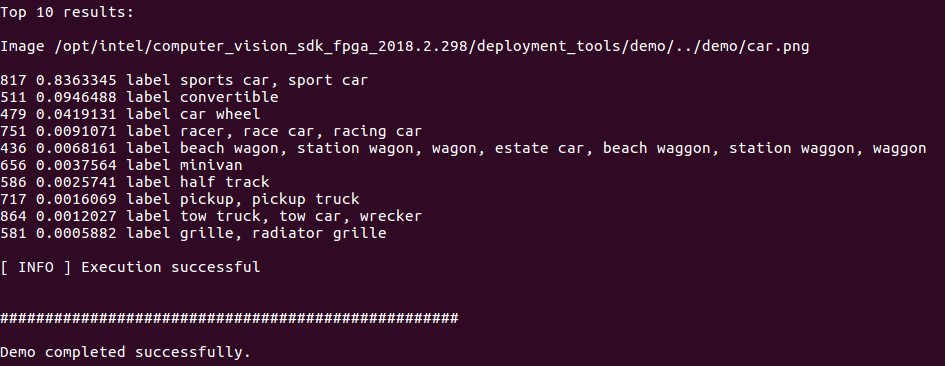 Top 10 results:
Image /opt/intel/computer_vision_sdk_fpga_2018.2.298/deployment_tools/demo/../demo/car.png
817 0.8363345 label sports car, sport car
511 0.0946488 label convertible
479 0.0419131 label car wheel
751 0.0091071 label racer, race car, racing car
436 0.0068161 label beach wagon, station wagon, wagon, estate car, beach waggon, station waggon, waggon
656 0.0037564 label minivan
586 0.0025741 label half track
717 0.0016069 label pickup, pickup truck
864 0.0012027 label tow truck, tow car, wrecker
581 0.0005882 label grille, radiator grille
[ INFO ] Execution successful
###################################################
Demo completed successfully.